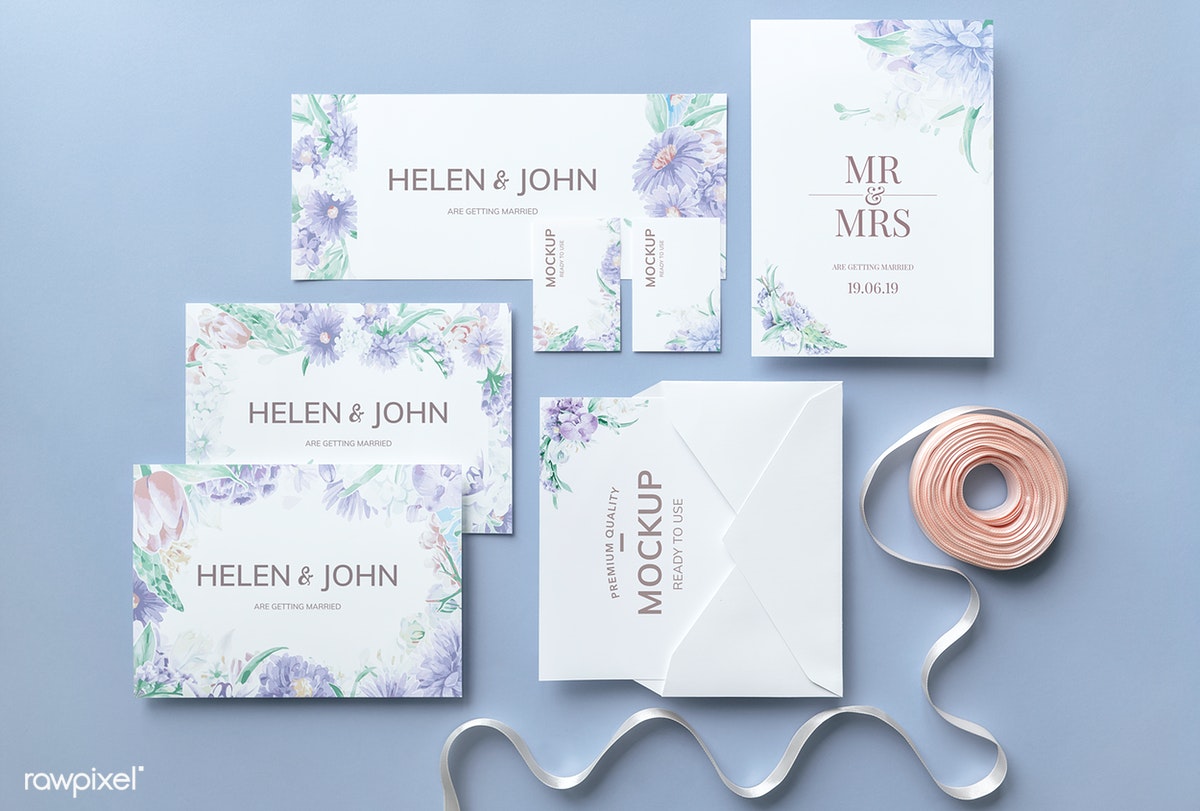 HELEN & JOHN
ARE GETTING MARRIED
MOCKUP
READY TO USE
MOCKUP
READY TO USE
MR
&
MRS
ARE GETTING MARRIED
19.06.19
HELEN & JOHN
ARE GETTING MARRIED
HELEN & JOHN
ARE GETTING MARRIED
PREMIUM QUALITY
MOCKUP
READY TO USE
rawpixel